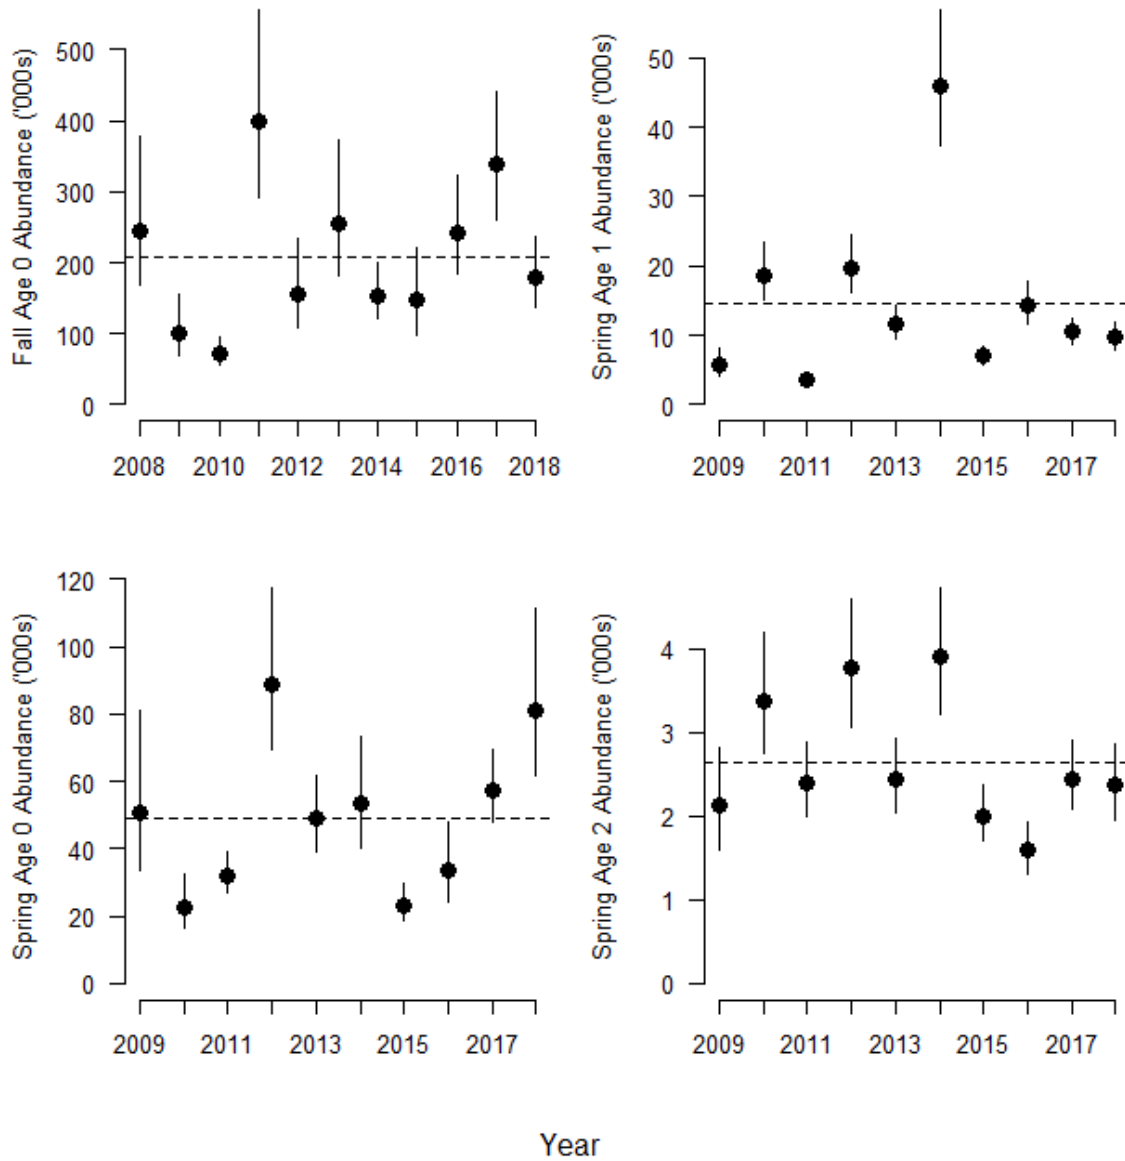 Fall Age 0 Abundance ('000s)
500
400
300
200
100
0
2008 2010 2012 2014 2016 2018
Spring Age 1 Abundance ('000s)
50
40
30
20
10
0
2009 2011 2013 2015 2017
Spring Age 0 Abundance ('000s)
120
100
80
60
40
20
0
2009 2011 2013 2015 2017
Spring Age 2 Abundance ('000s)
4
3
2
1
0
2009 2011 2013 2015 2017
Year